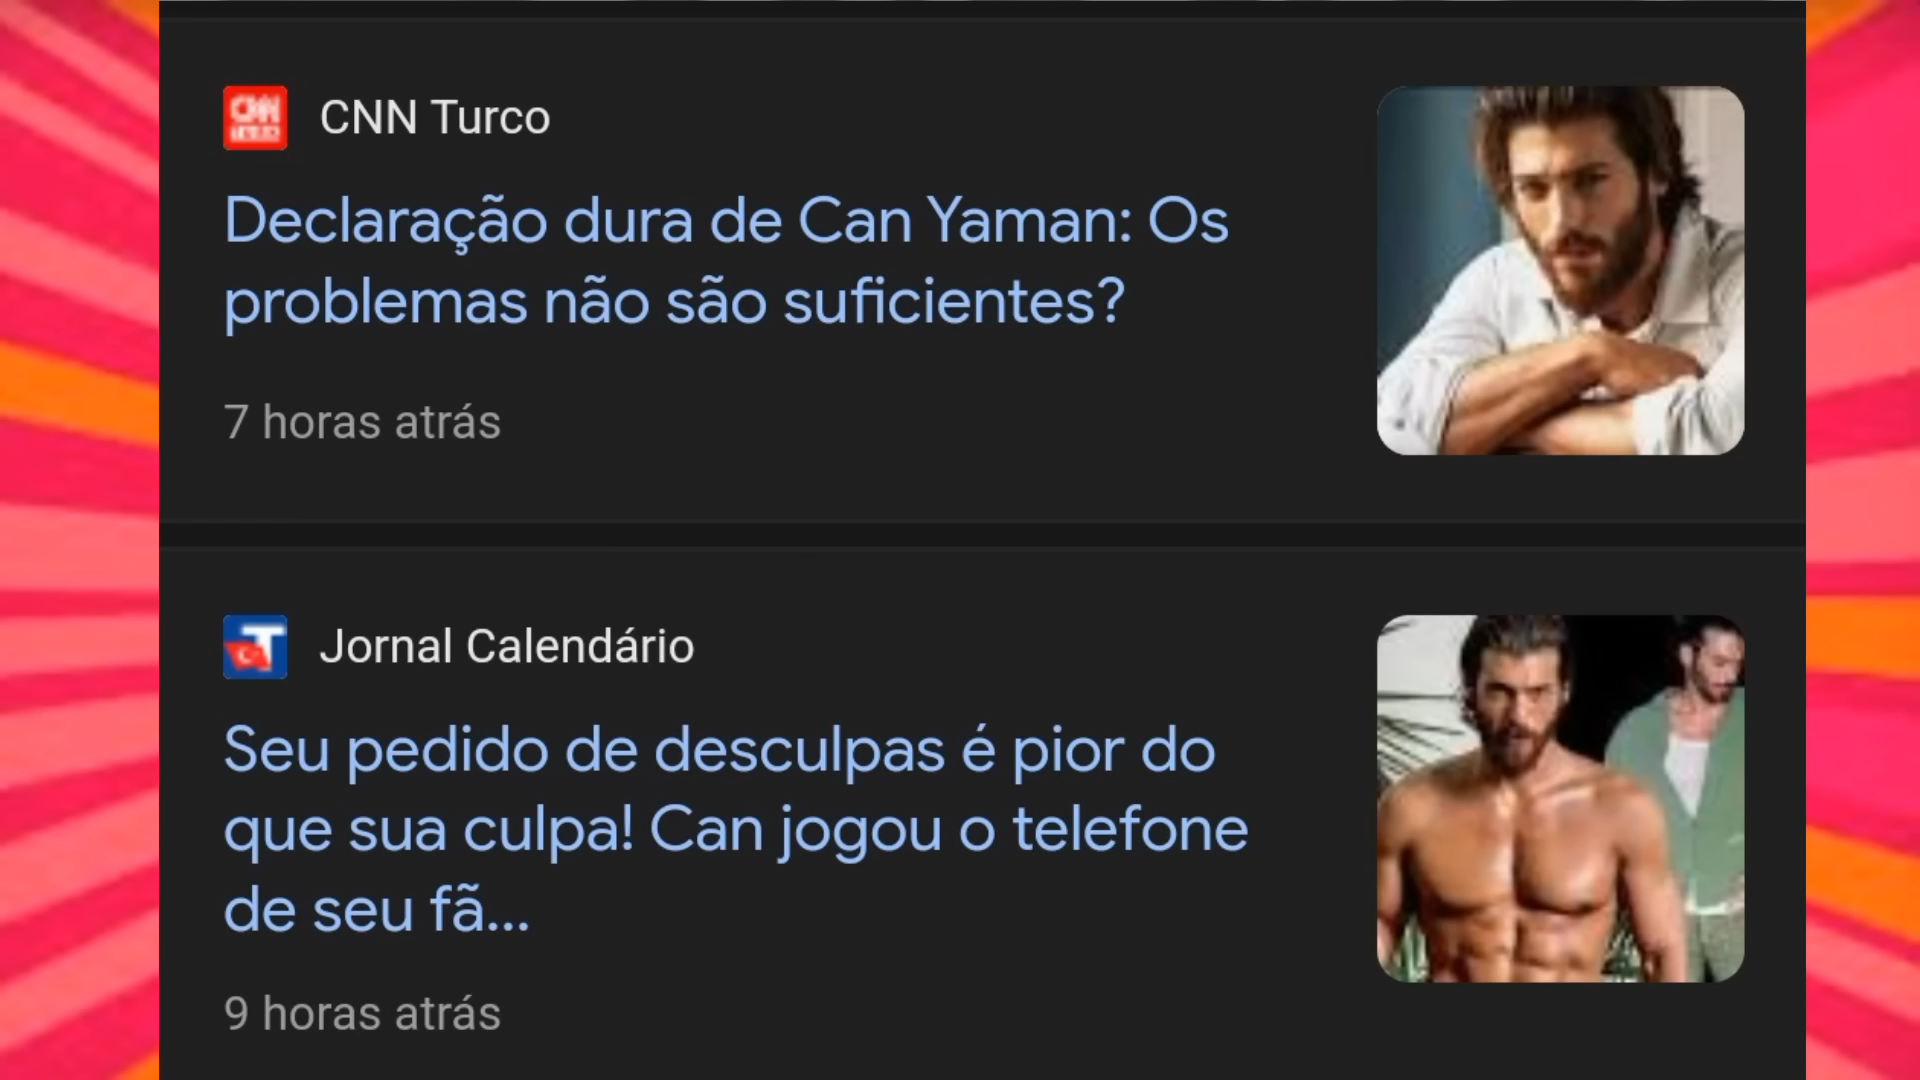 CNN Turco
Declaração dura de Can Yaman: Os
problemas não são suficientes?
7 horas atrás
Jornal Calendário
Seu pedido de desculpas é pior do
que sua culpa! Can jogou o telefone
de seu fã...
9 horas atrás